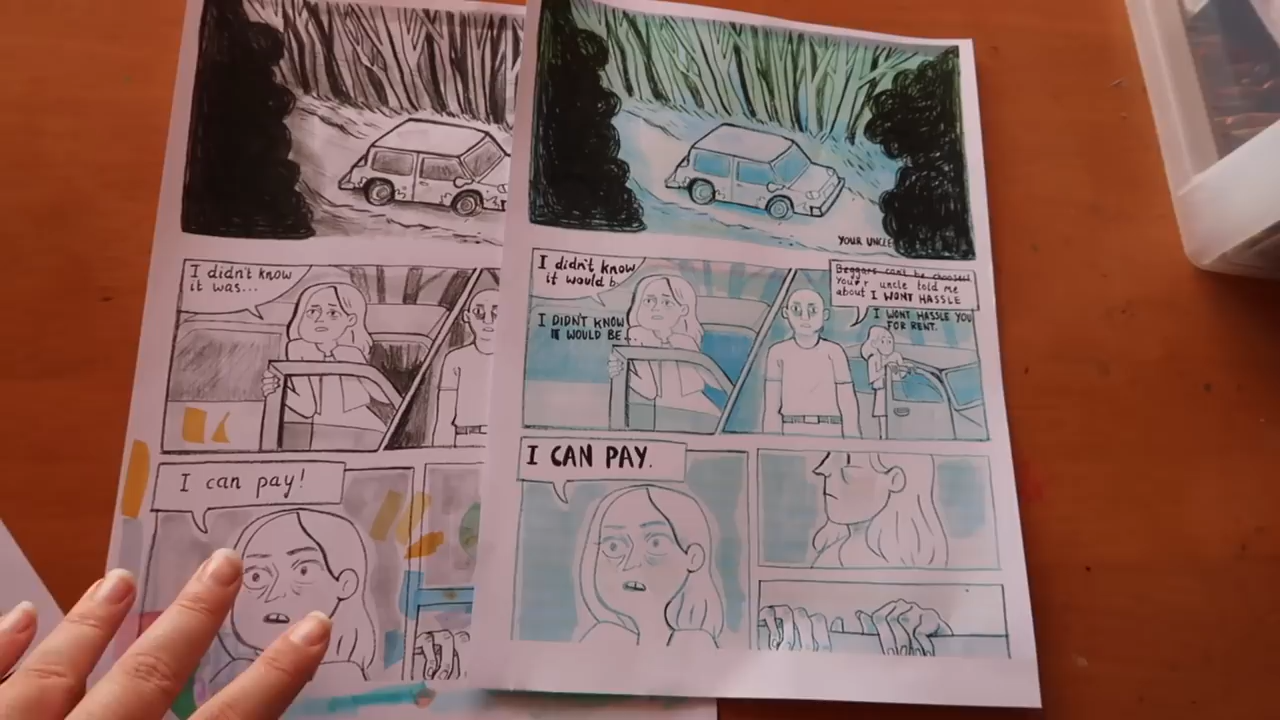 I didn't know
it was...
I can pay!
YOUR UNCLE
I didn't know
it would b
I DIDN'T KNOW
IT WOULD BE..
Beggars can't be choosers
Your uncle told me
about I WONT HASSLE
I WONT HASSLE YOU
FOR RENT.
I CAN PAY.